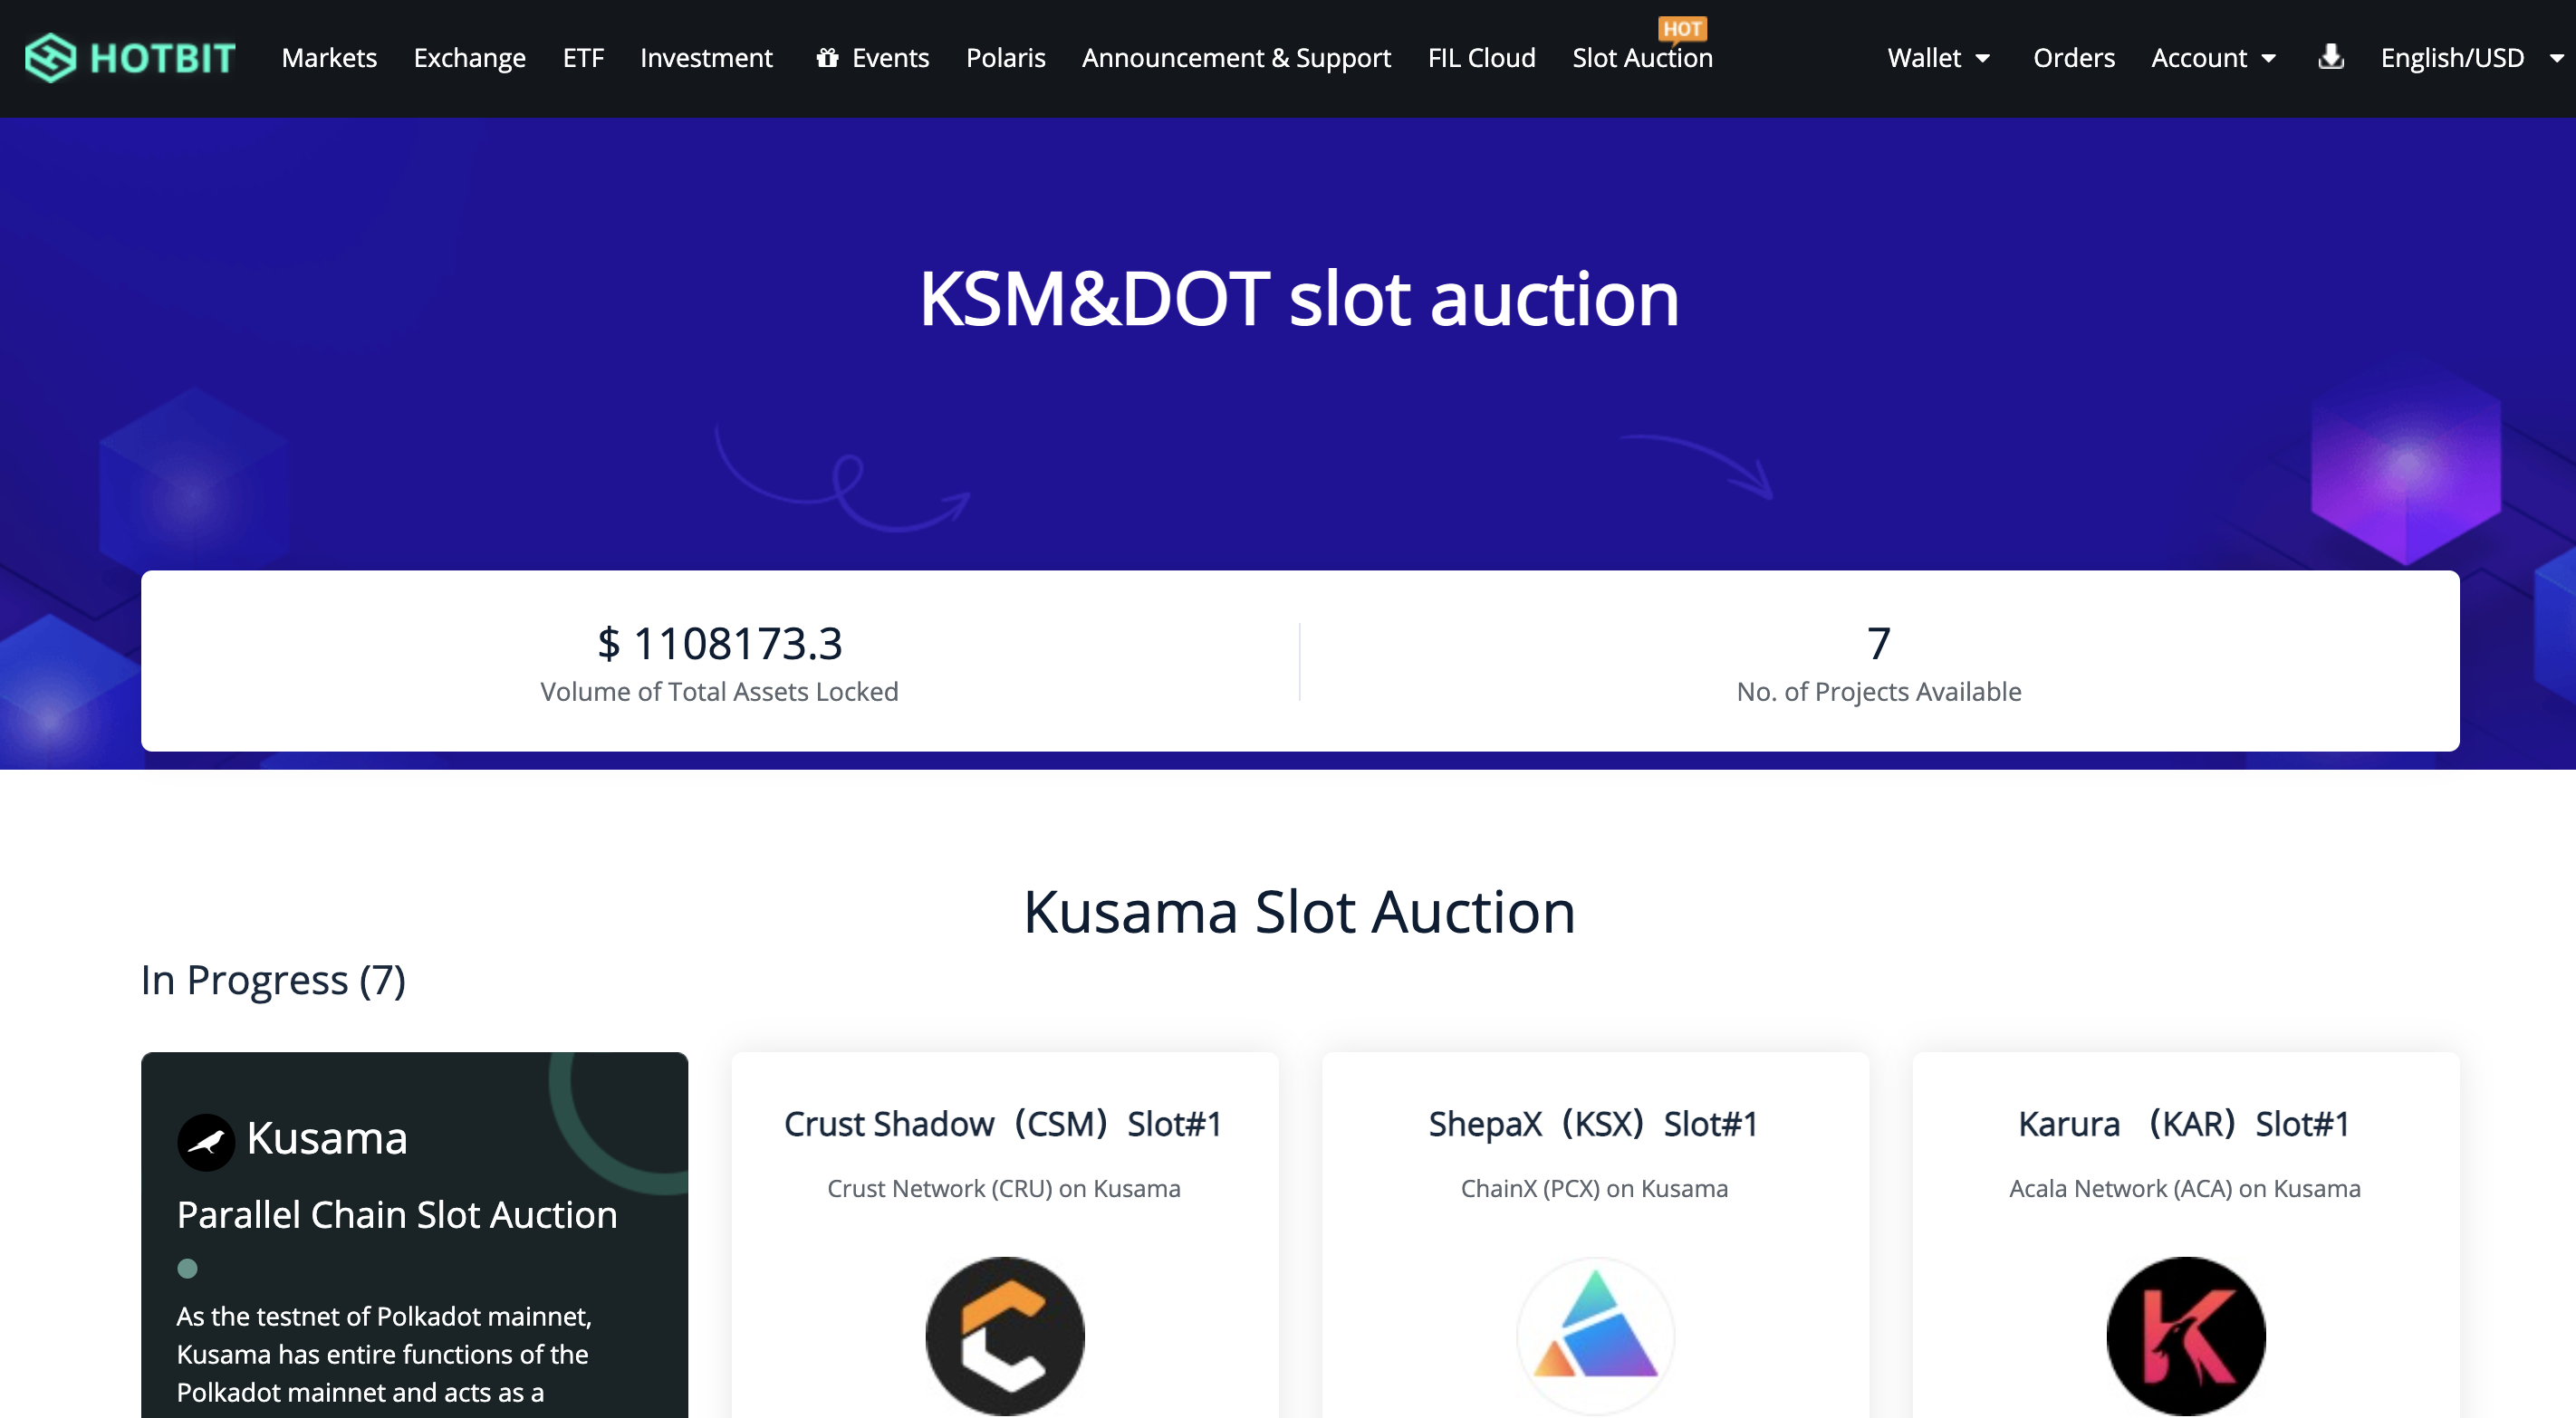 HOTBIT Markets Exchange ETF Investment Events Polaris Announcement & Support FIL Cloud Slot Auction HOT Wallet Orders Account English/USD
KSM&DOT slot auction
$ 1108173.3
Volume of Total Assets Locked
7
No. of Projects Available
Kusama Slot Auction
In Progress (7)
Kusama
Parallel Chain Slot Auction
As the testnet of Polkadot mainnet,
Kusama has entire functions of the
Polkadot mainnet and acts as a
Crust Shadow（CSM）Slot#1
Crust Network (CRU) on Kusama
ShepaX（KSX）Slot#1
ChainX (PCX) on Kusama
Karura （KAR）Slot#1
Acala Network (ACA) on Kusama